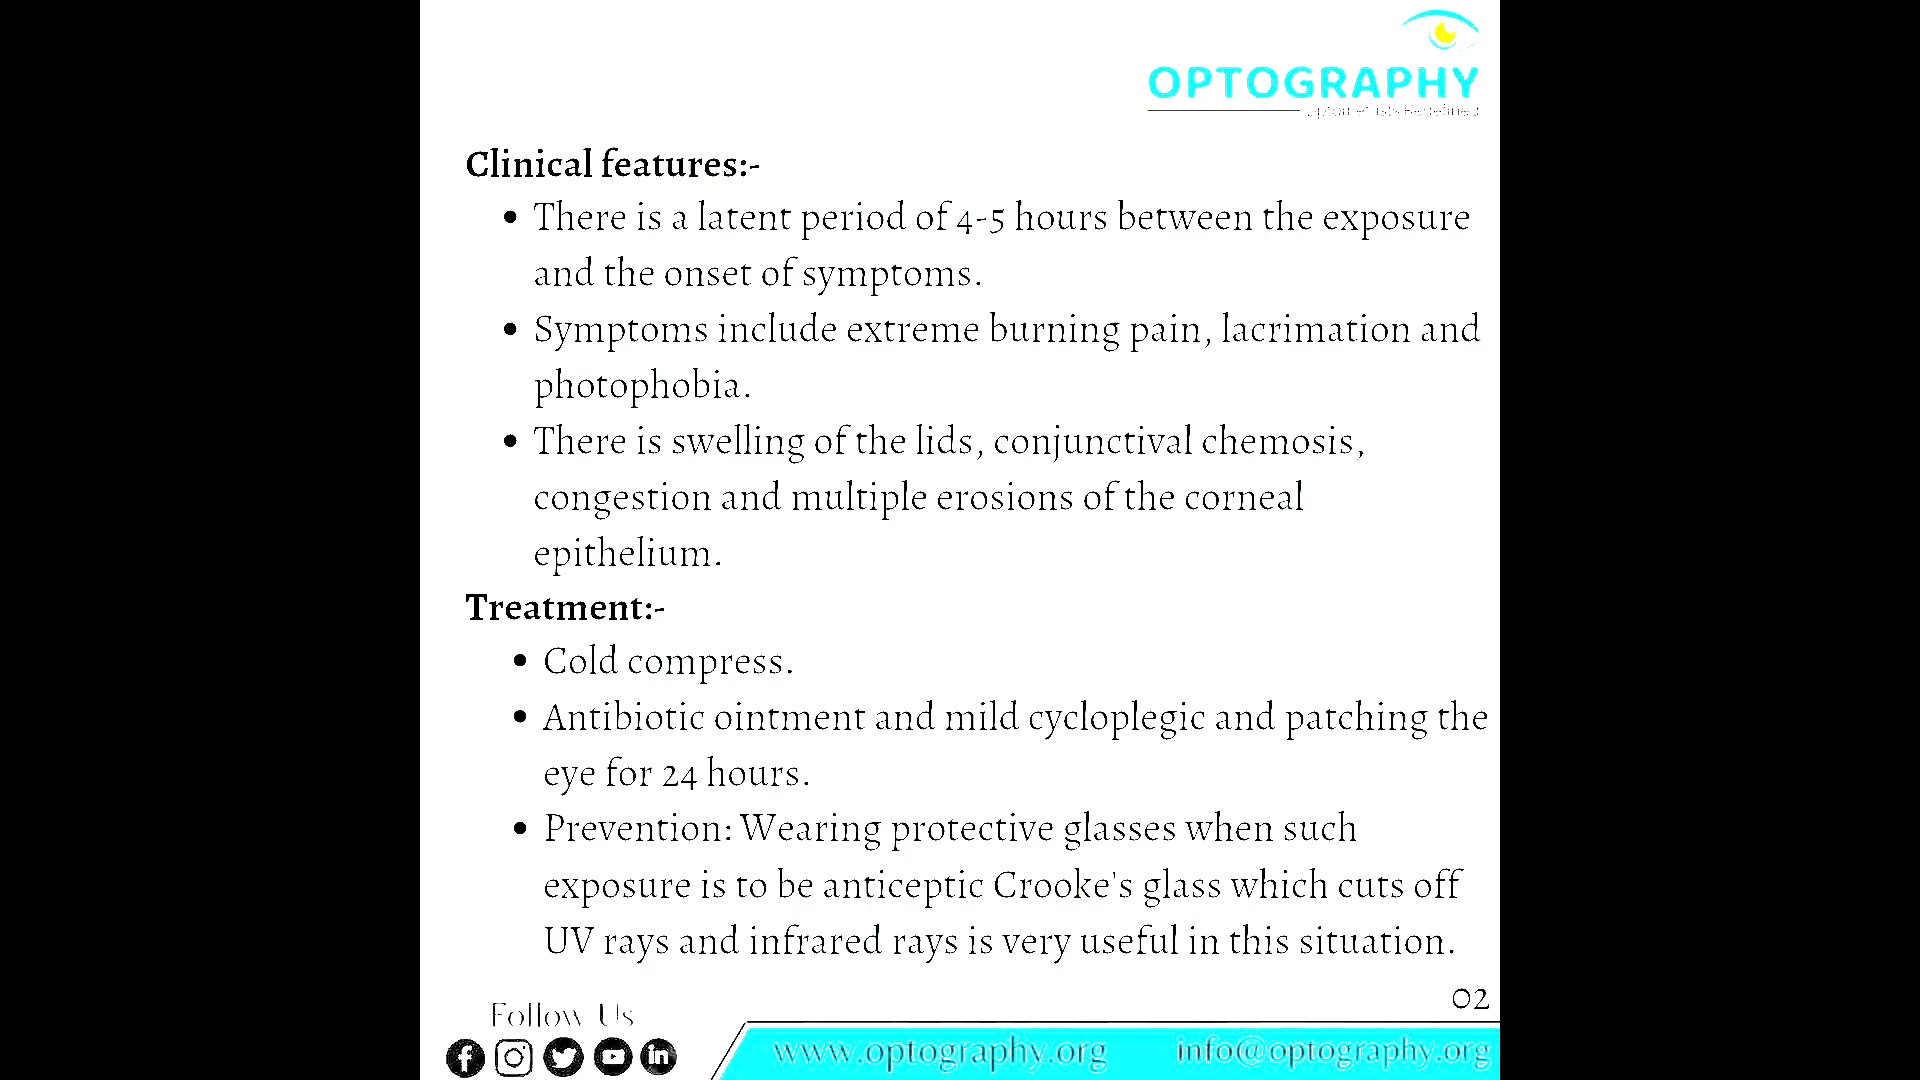 OPTOGRAPHY
Clinical features:-
• There is a latent period of 4-5 hours between the exposure
and the onset of symptoms.
• Symptoms include extreme burning pain, lacrimation and
photophobia.
• There is swelling of the lids, conjunctival chemosis,
congestion and multiple erosions of the corneal
epithelium.
Treatment:-
• Cold compress.
• Antibiotic ointment and mild cycloplegic and patching the
eye for 24 hours.
• Prevention: Wearing protective glasses when such
exposure is to be anticeptic Crooke's glass which cuts off
UV rays and infrared rays is very useful in this situation.
02
Follow Us
www.optography.org info@optography.org